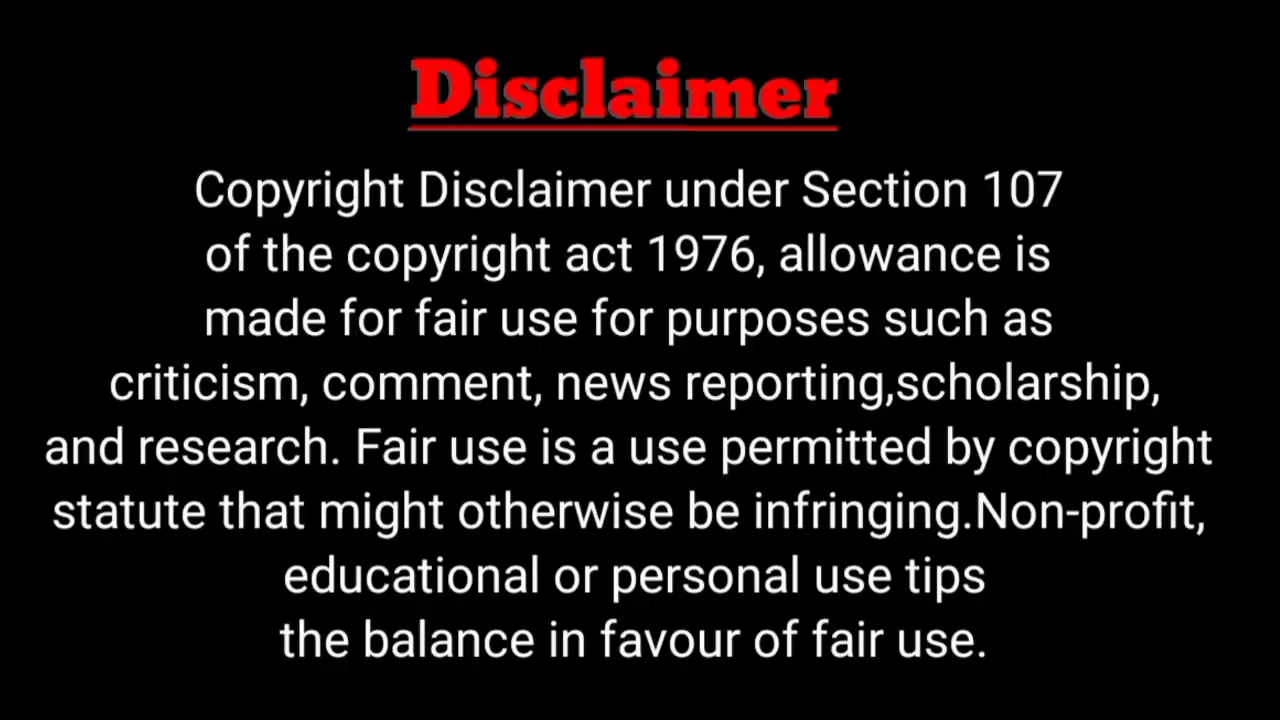 Disclaimer
Copyright Disclaimer under Section 107
of the copyright act 1976, allowance is
made for fair use for purposes such as
criticism, comment, news reporting,scholarship,
and research. Fair use is a use permitted by copyright
statute that might otherwise be infringing.Non-profit,
educational or personal use tips
the balance in favour of fair use.